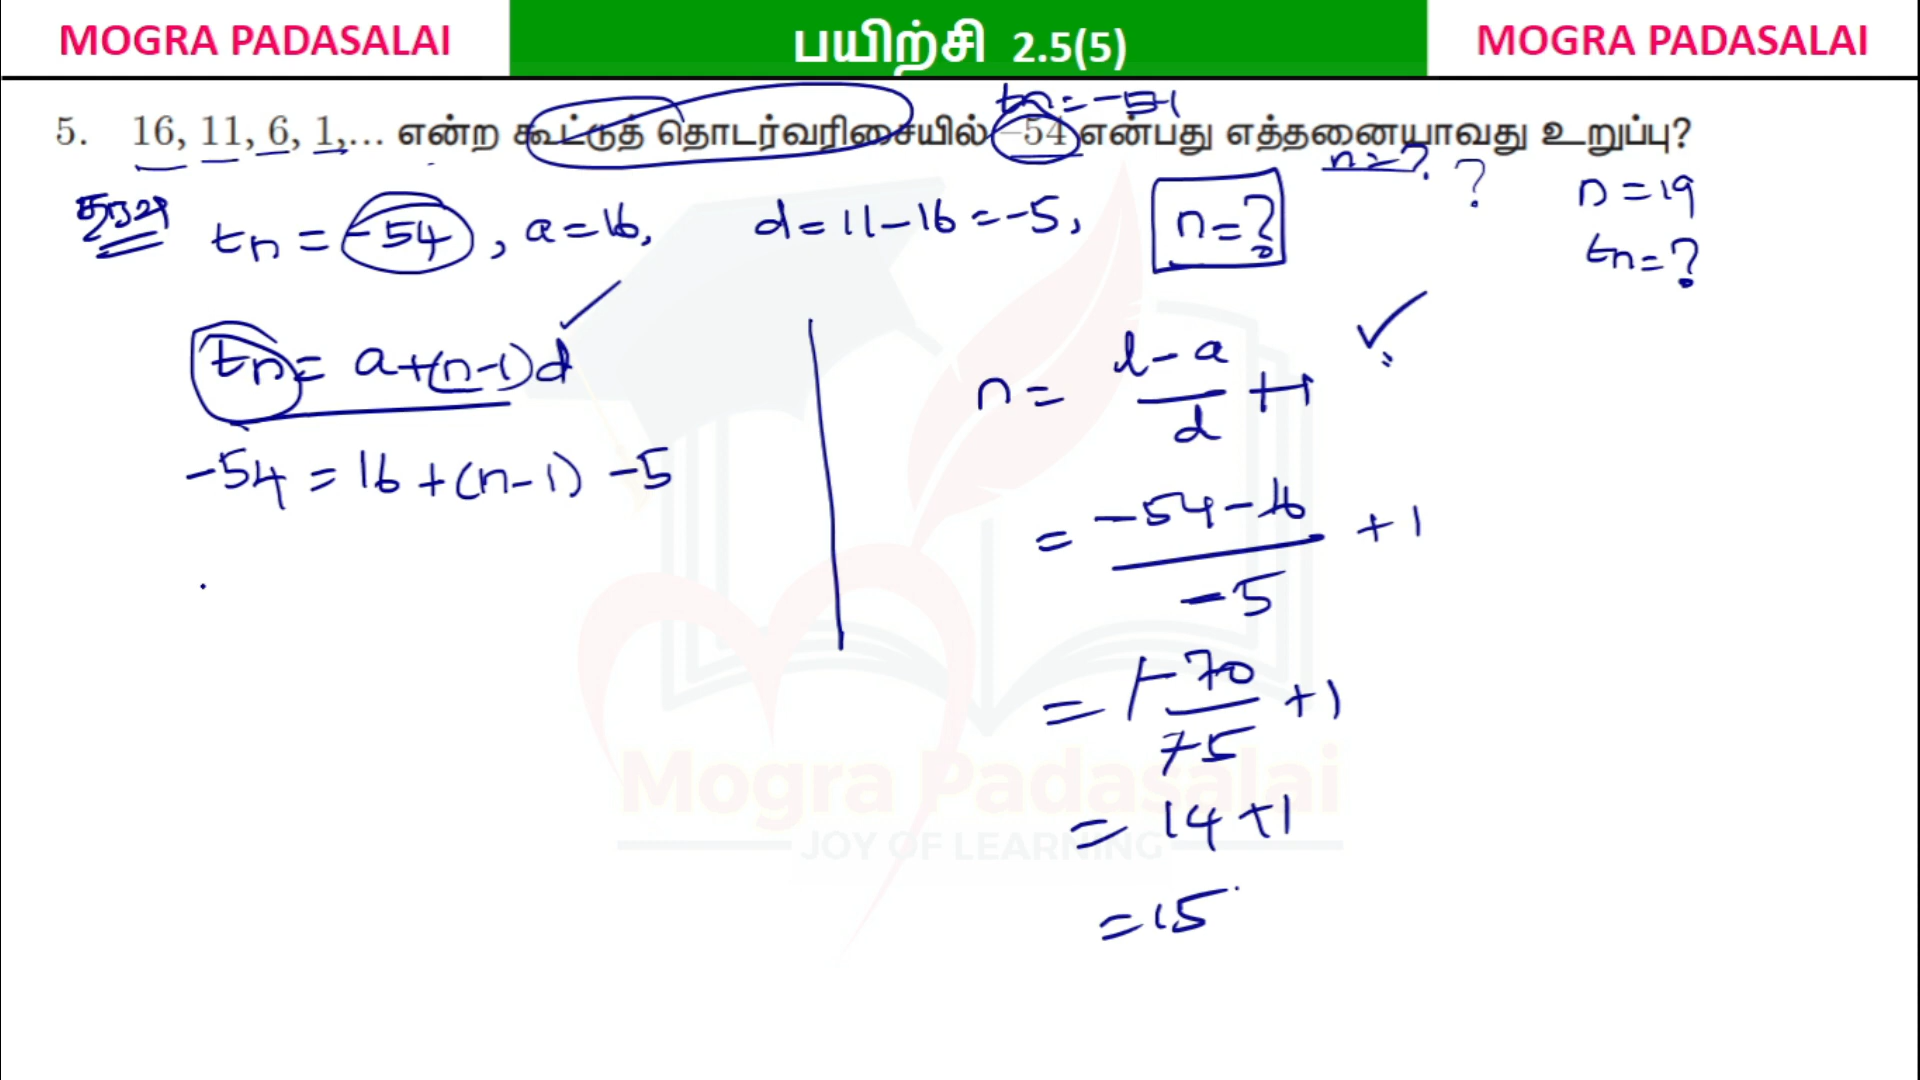 MOGRA PADASALAI
பயிற்சி 2.5(5)
MOGRA PADASALAI
tn = -54
5. 16, 11, 6, 1,... என்ற கூட்டுத் தொடர்வரிசையில் –54 என்பது எத்தனையாவது உறுப்பு?
n = ? ?
tn = -54, a = 16, d = 11 - 16 = -5, n = ?
n = 19
tn = ?
tn = a + (n-1)d
-54 = 16 + (n-1) -5
n = l - a / d + 1
= -54 - 16 / -5 + 1
= -70 / -5 + 1
= 14 + 1
= 15
Mogra Padasalai
JOY OF LEARNING